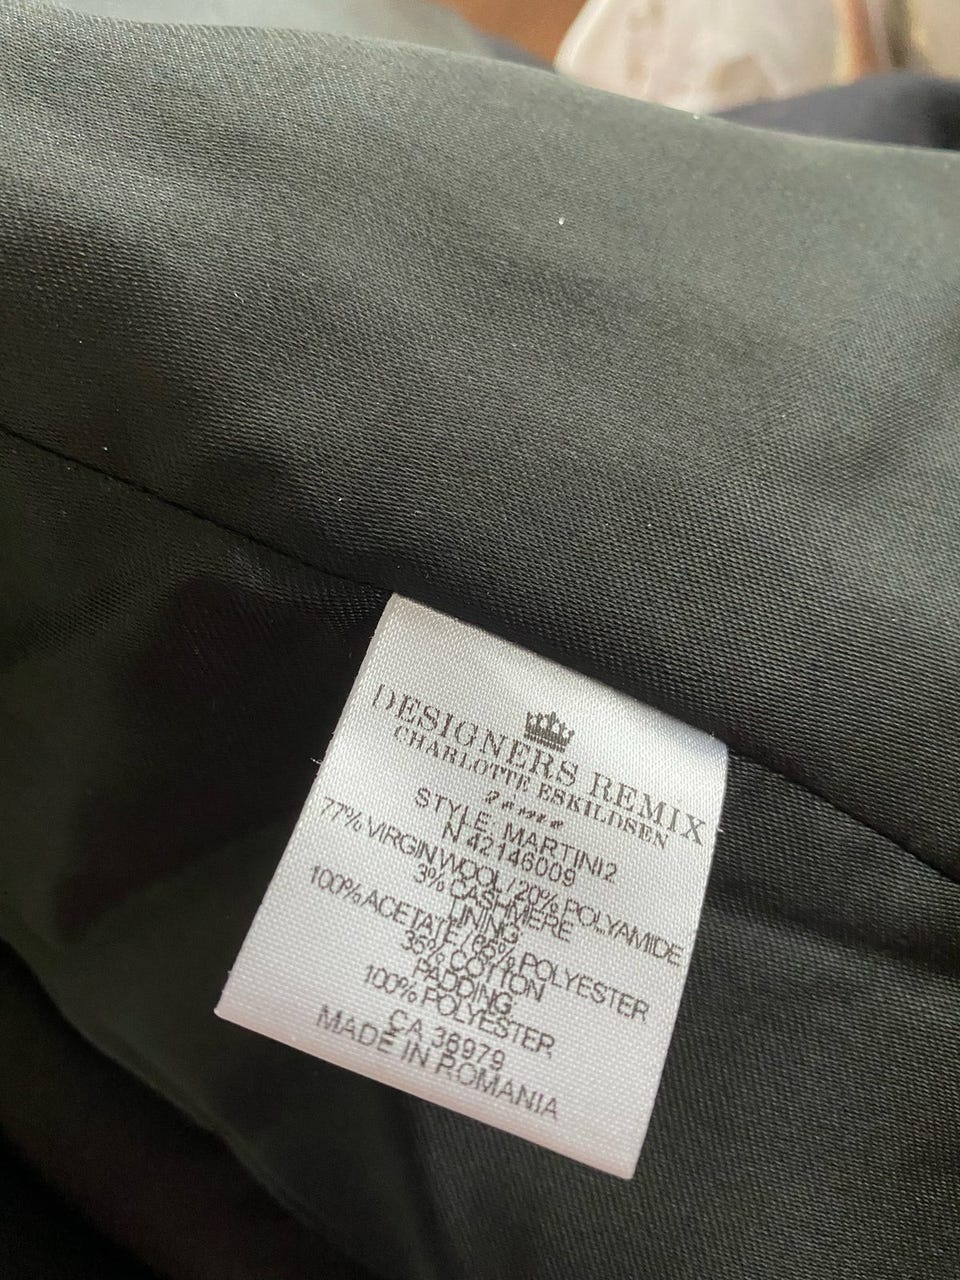 DESIGNERS REMIX
CHARLOTTE ESKILDSEN
STYLE. MARTINI2
N 42146009
77% VIRGIN WOOL / 20% POLYAMIDE
3% CASHMERE
LINING
100% ACETATE / 65% POLYESTER
35% COTTON
PADDING
100% POLYESTER
CA 36979
MADE IN ROMANIA